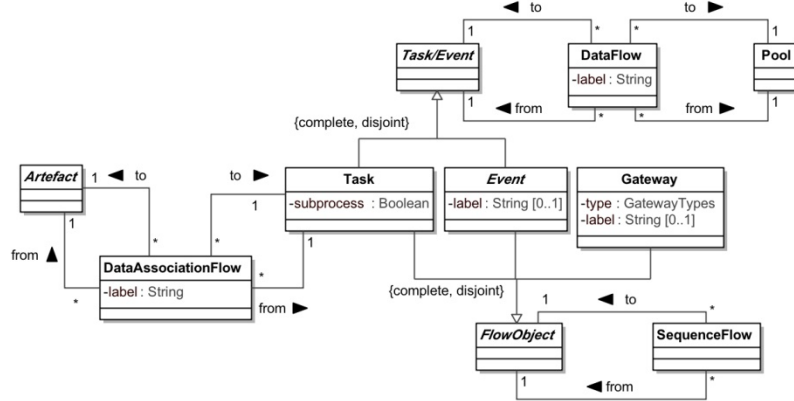 ◄ to
to ►
1
*
*
1
Task/Event
DataFlow
-label : String
Pool
1
◄ from
*
*
from ►
1
{complete, disjoint}
Artefact
1
◄ to
to ►
1
Task
-subprocess : Boolean
Event
-label : String [0..1]
Gateway
-type : GatewayTypes
-label : String [0..1]
1
*
*
1
from ▲
DataAssociationFlow
-label : String
*
*
from ►
{complete, disjoint}
1
◄ to
*
FlowObject
SequenceFlow
1
◄ from
*